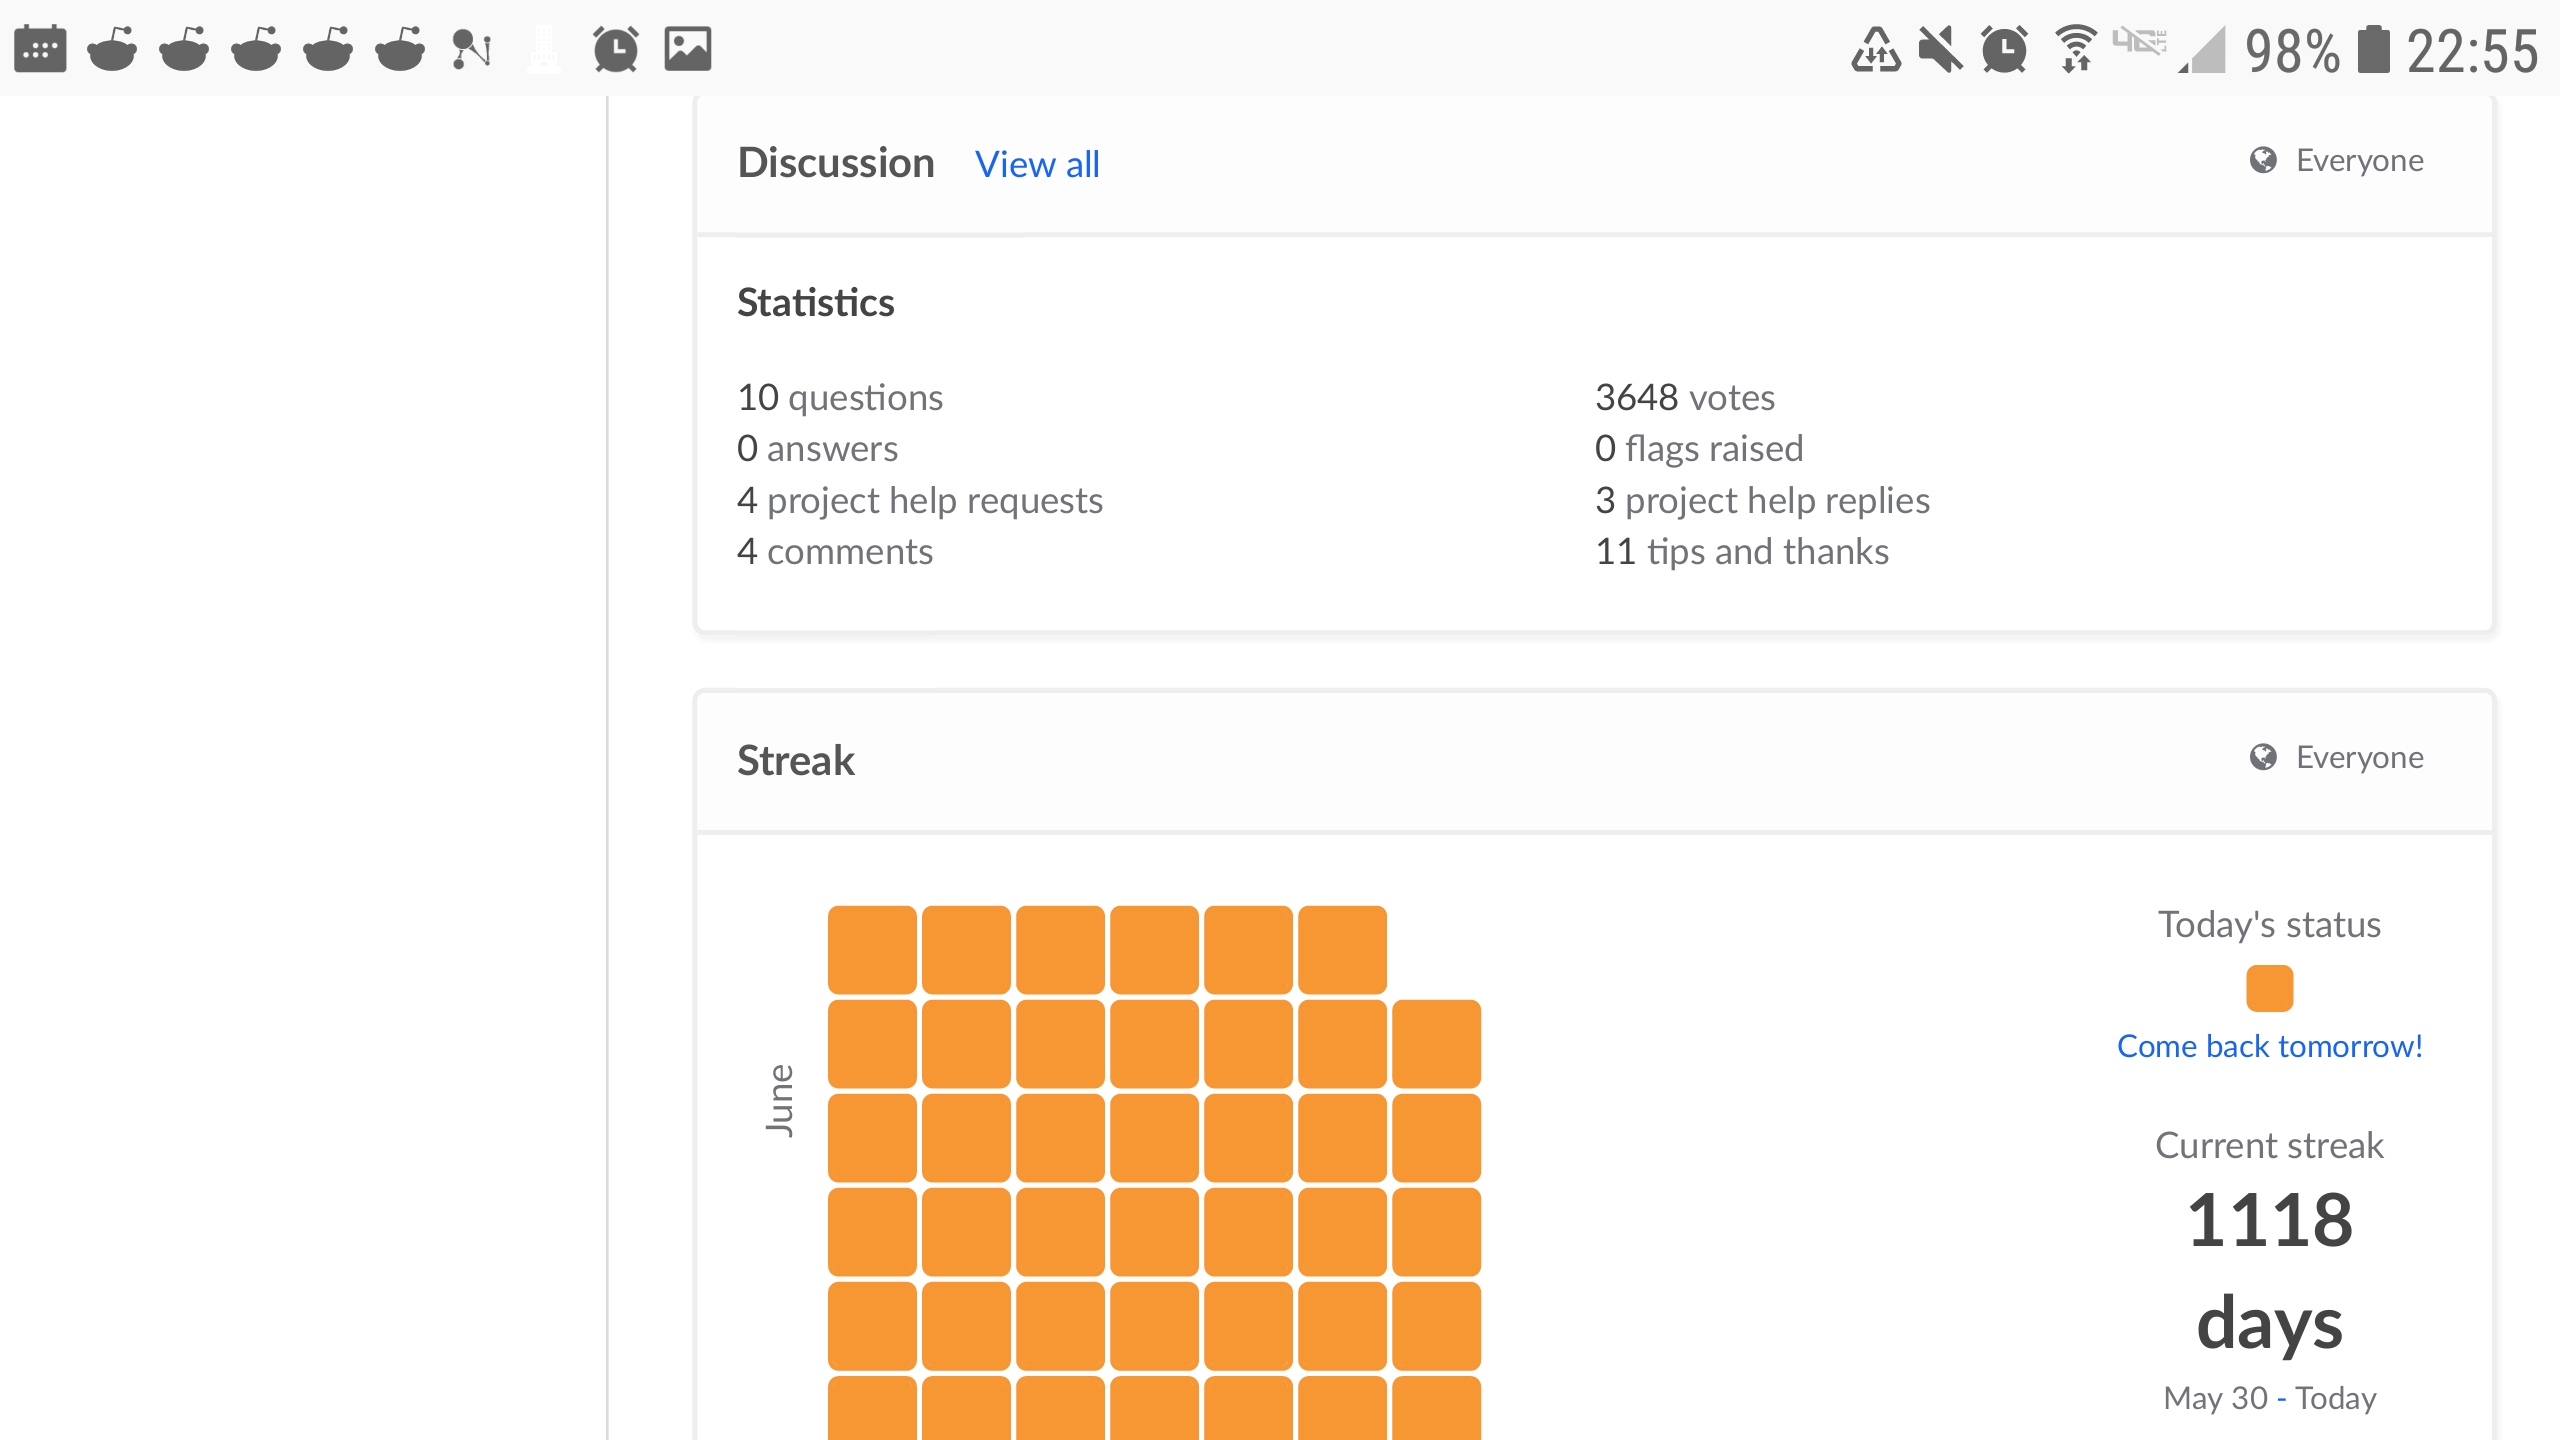 98% 22:55
Discussion View all Everyone
Statistics
10 questions
0 answers
4 project help requests
4 comments
3648 votes
0 flags raised
3 project help replies
11 tips and thanks
Streak Everyone
June
Today's status
Come back tomorrow!
Current streak
1118
days
May 30 - Today